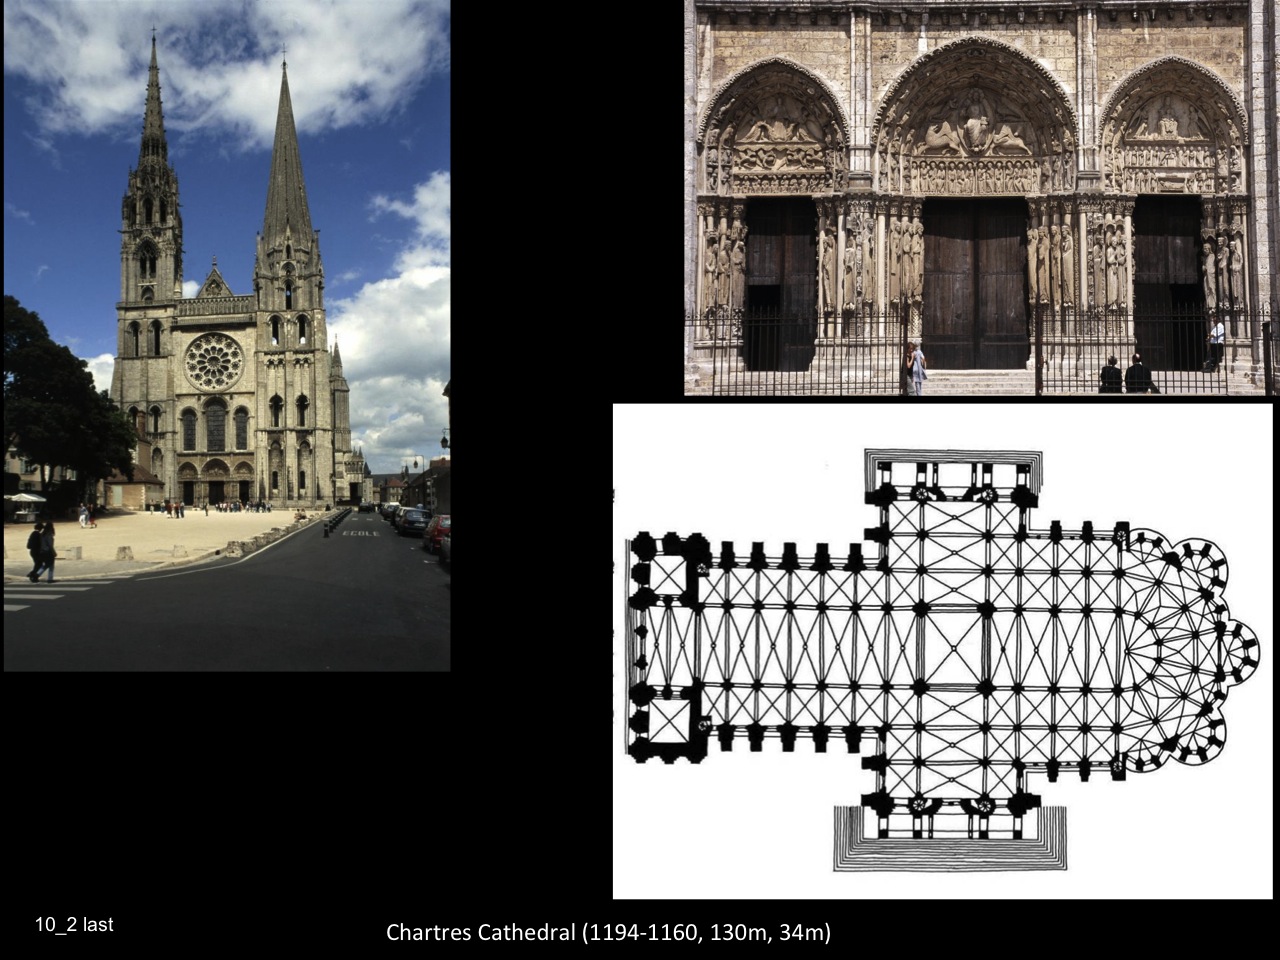 ECOLE
10_2 last
Chartres Cathedral (1194-1160, 130m, 34m)